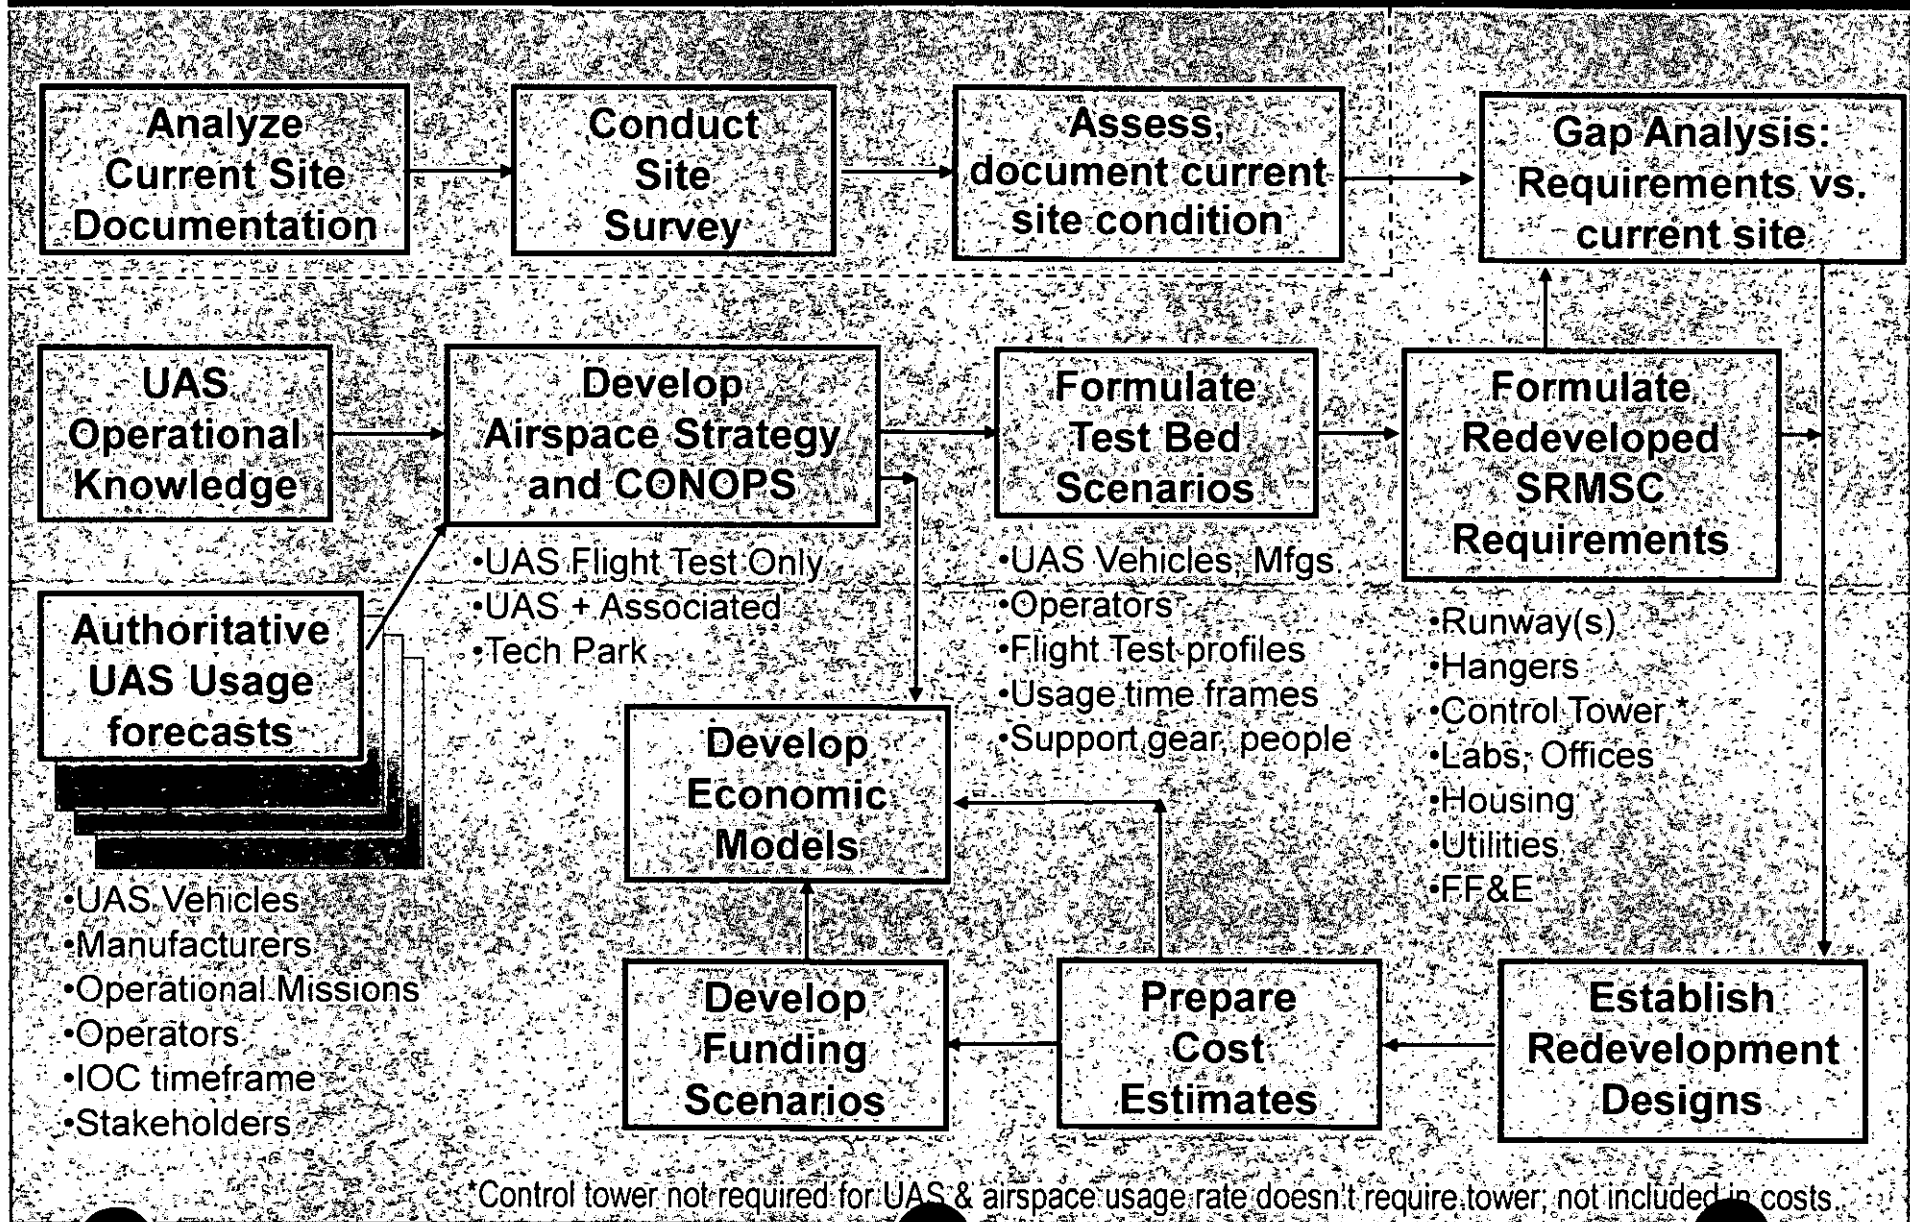 Analyze
Current Site
Documentation
Conduct
Site
Survey
Assess,
document current
site condition
Gap Analysis:
Requirements vs.
current site
UAS
Operational
Knowledge
Develop
Airspace Strategy
and CONOPS
•UAS Flight Test Only
•UAS + Associated
•Tech Park
Formulate
Test Bed
Scenarios
•UAS Vehicles, Mfgs.
•Operators
•Flight Test profiles
•Usage time frames
•Support gear, people
Formulate
Redeveloped
SRMSC
Requirements
•Runway(s)
•Hangers
•Control Tower *
•Labs, Offices
•Housing
•Utilities
•FF&E
Authoritative
UAS Usage
forecasts
•UAS Vehicles
•Manufacturers
•Operational Missions
•Operators
•IOC timeframe
•Stakeholders
Develop
Economic
Models
Develop
Funding
Scenarios
Prepare
Cost
Estimates
Establish
Redevelopment
Designs
*Control tower not required for UAS & airspace usage rate doesn't require tower; not included in costs.